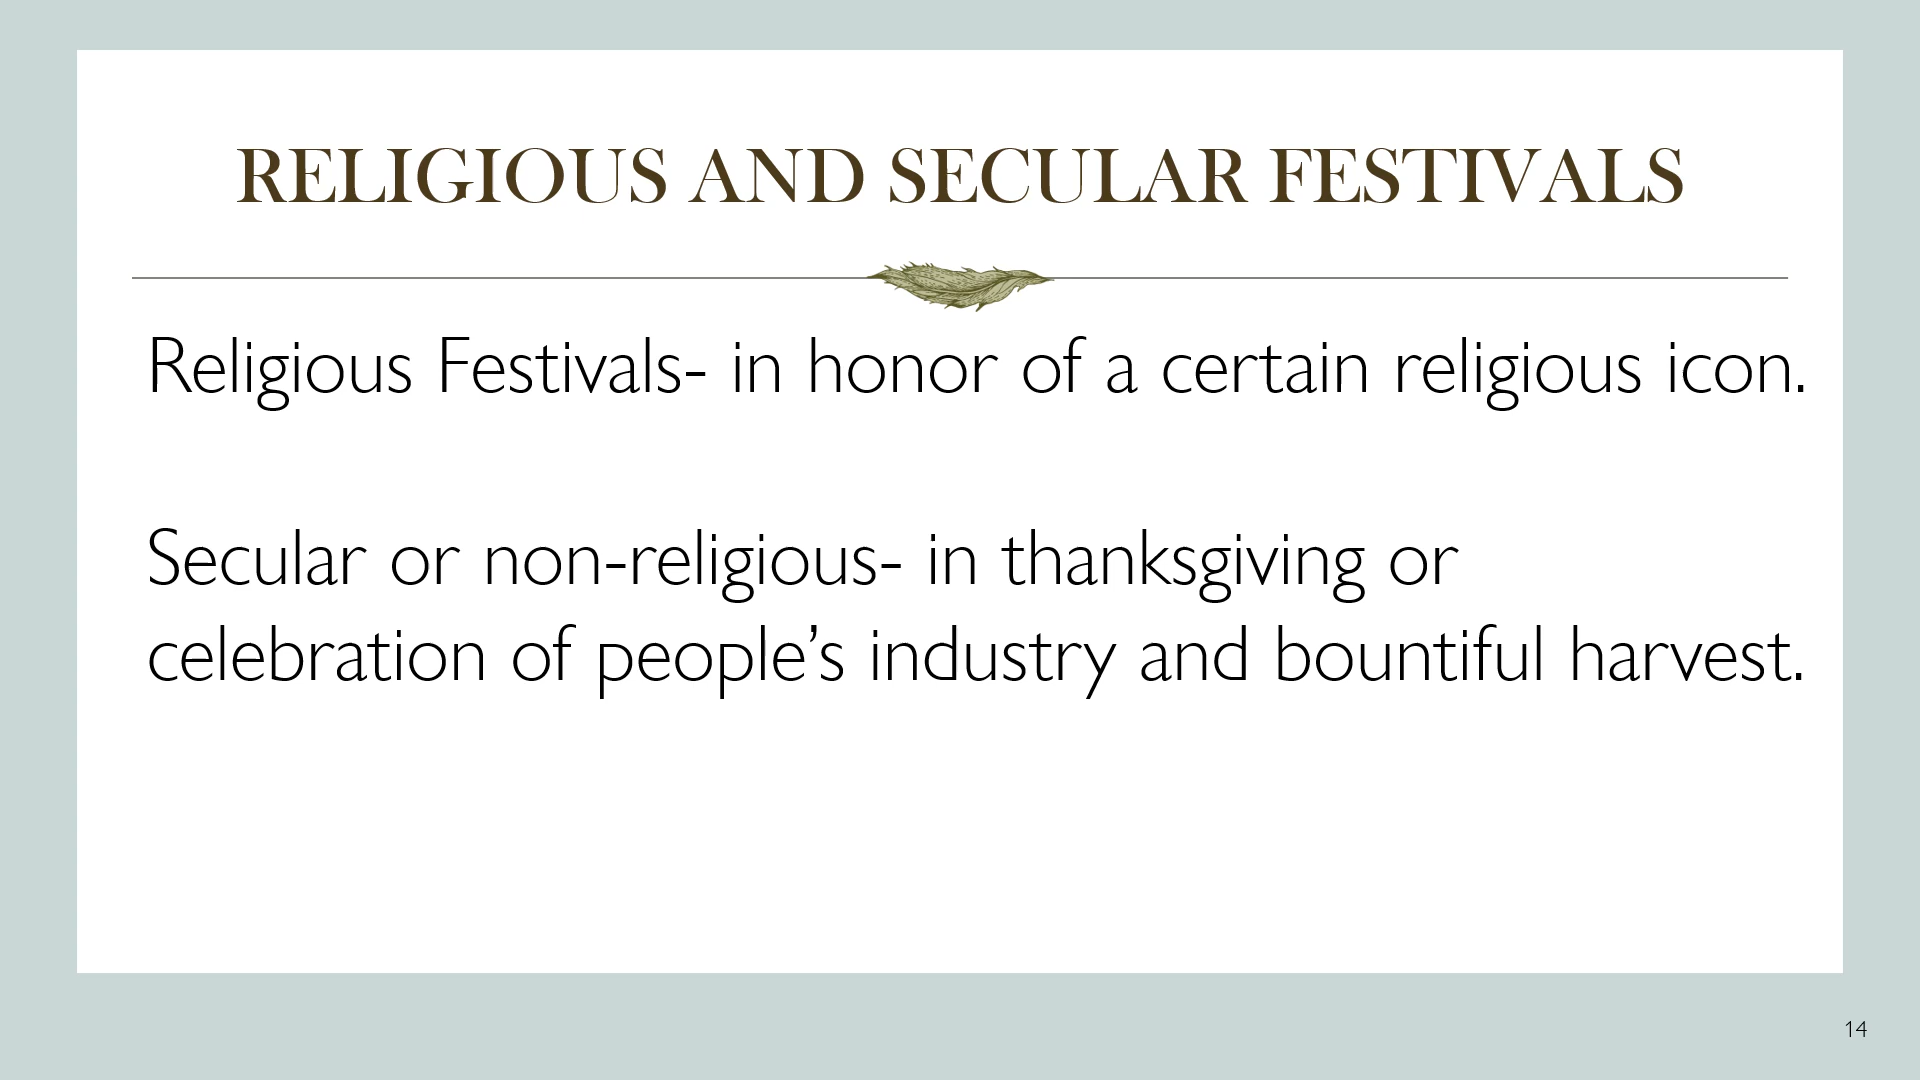 RELIGIOUS AND SECULAR FESTIVALS
Religious Festivals- in honor of a certain religious icon.
Secular or non-religious- in thanksgiving or
celebration of people’s industry and bountiful harvest.
14